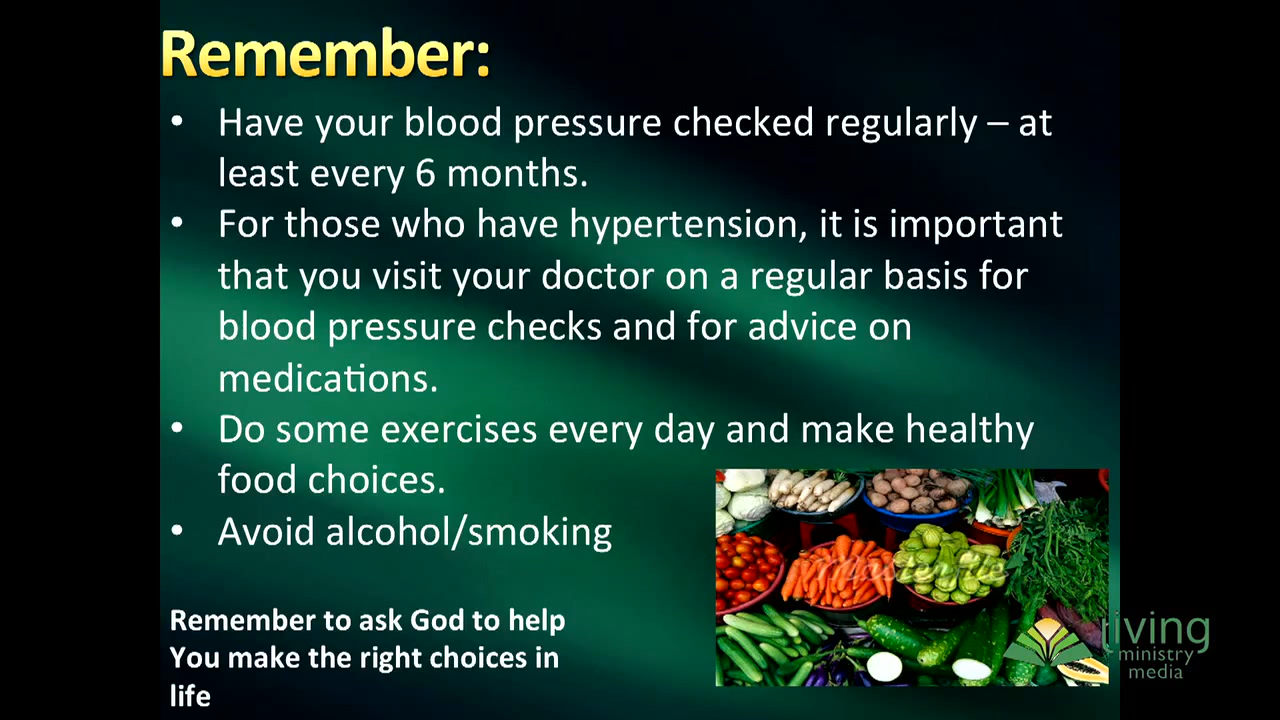 Remember:
• Have your blood pressure checked regularly – at
least every 6 months.
• For those who have hypertension, it is important
that you visit your doctor on a regular basis for
blood pressure checks and for advice on
medications.
• Do some exercises every day and make healthy
food choices.
• Avoid alcohol/smoking
Masterfile
Remember to ask God to help
You make the right choices in
life
living
ministry
media